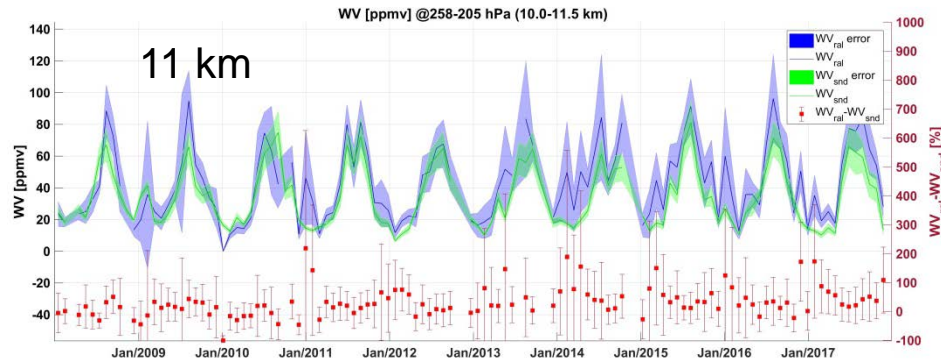 WV [ppmv] @258-205 hPa (10.0-11.5 km)
11 km
WV [ppmv]
140
120
100
80
60
40
20
0
-20
-40
1000
900
800
700
600
500
400
300
200
100
0
-100
WV_ral error
WV_ral
WV_snd error
WV_snd
WV_ral-WV_snd
-WV [%]
Jan/2009 Jan/2010 Jan/2011 Jan/2012 Jan/2013 Jan/2014 Jan/2015 Jan/2016 Jan/2017